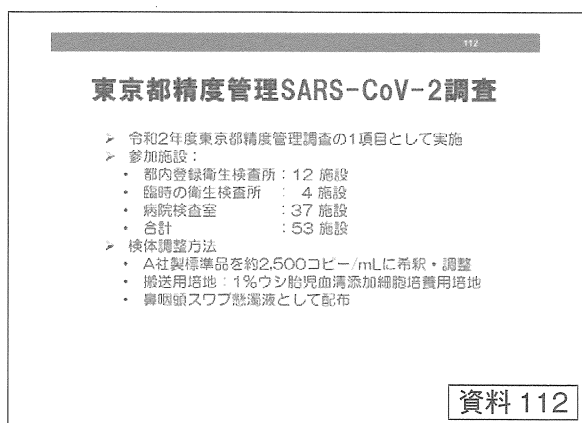 112
東京都精度管理SARS-CoV-2調査
➢ 令和2年度東京都精度管理調査の1項目として実施
➢ 参加施設：
・ 都内登録衛生検査所：12 施設
・ 臨時の衛生検査所 ： 4 施設
・ 病院検査室 ：37 施設
・ 合計 ：53 施設
➢ 検体調整方法
・ A社製標準品を約2,500コピー/mLに希釈・調整
・ 搬送用培地：1%ウシ胎児血清添加細胞培養用培地
・ 鼻咽頭スワブ懸濁液として配布
資料 112